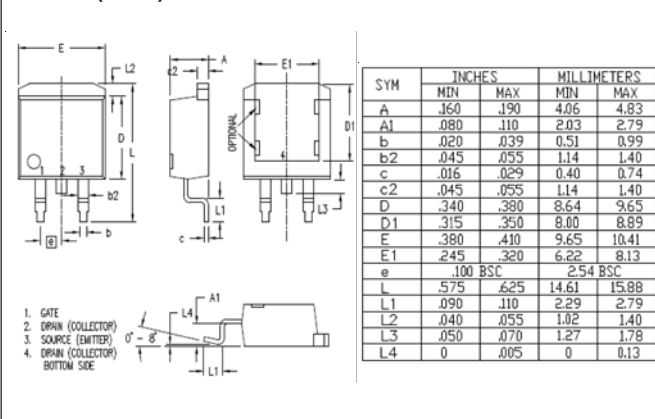 E
L2
D
L
1 2 3
b2
b
e
A
c2
L1
c
E1
OPTIONAL
4
D1
L3
A1
L4
0° - 8°
L1
1. GATE
2. DRAIN (COLLECTOR)
3. SOURCE (EMITTER)
4. DRAIN (COLLECTOR)
BOTTOM SIDE
SYM INCHES MILLIMETERS
MIN MAX MIN MAX
A .160 .190 4.06 4.83
A1 .080 .110 2.03 2.79
b .020 .039 0.51 0.99
b2 .045 .055 1.14 1.40
c .016 .029 0.40 0.74
c2 .045 .055 1.14 1.40
D .340 .380 8.64 9.65
D1 .315 .350 8.00 8.89
E .380 .410 9.65 10.41
E1 .245 .320 6.22 8.13
e .100 BSC 2.54 BSC
L .575 .625 14.61 15.88
L1 .090 .110 2.29 2.79
L2 .040 .055 1.02 1.40
L3 .050 .070 1.27 1.78
L4 0 .005 0 0.13